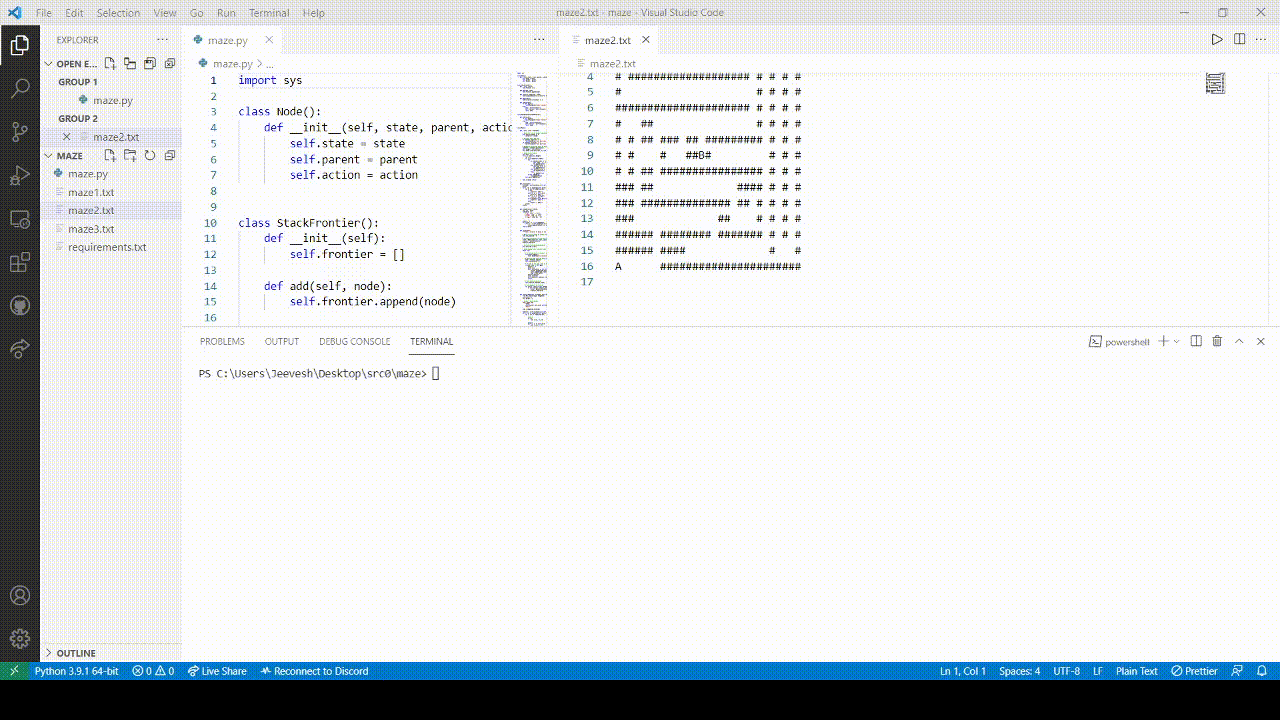 File Edit Selection View Go Run Terminal Help maze2.txt - maze - Visual Studio Code
EXPLORER
OPEN E...
GROUP 1
maze.py
GROUP 2
maze2.txt
MAZE
maze.py
maze1.txt
maze2.txt
maze3.txt
requirements.txt
OUTLINE
maze.py
maze.py > ...
1 import sys
2
3 class Node():
4     def __init__(self, state, parent, actio
5         self.state = state
6         self.parent = parent
7         self.action = action
8
9
10 class StackFrontier():
11     def __init__(self):
12         self.frontier = []
13
14     def add(self, node):
15         self.frontier.append(node)
16
maze2.txt
maze2.txt
4 # ################### # # # #
5 #                     # # # #
6 ##################### # # # #
7 #   ##                # # # #
8 # # ## ### ## ######### # # #
9 # #    #   ##B#         # # #
10 # # ## ################ # # #
11 ### ##             #### # # #
12 ### ############## ## # # # #
13 ###             ##    # # # #
14 ###### ######## ####### # # #
15 ###### ####             #   #
16 A      ######################
17
PROBLEMS OUTPUT DEBUG CONSOLE TERMINAL
powershell
PS C:\Users\Jeevesh\Desktop\src0\maze>
Python 3.9.1 64-bit 0 0 Live Share Reconnect to Discord Ln 1, Col 1 Spaces: 4 UTF-8 LF Plain Text Prettier